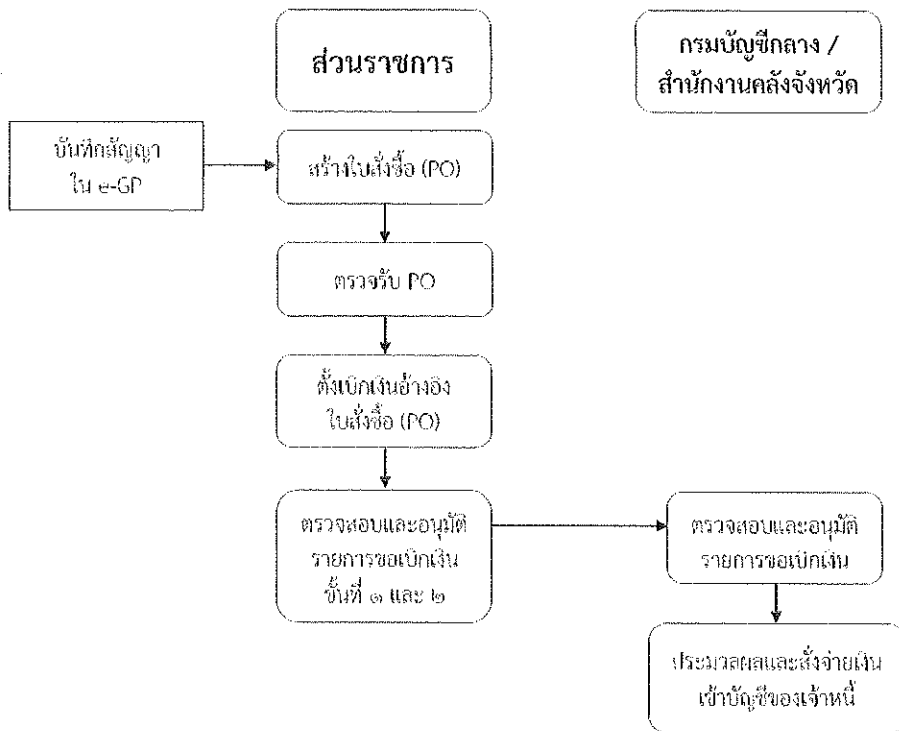 ส่วนราชการ
กรมบัญชีกลาง /
สำนักงานคลังจังหวัด
บันทึกสัญญา
ใน e-GP
สร้างใบสั่งซื้อ (PO)
ตรวจรับ PO
ตั้งเบิกเงินอ้างอิง
ใบสั่งซื้อ (PO)
ตรวจสอบและอนุมัติ
รายการขอเบิกเงิน
ขั้นที่ ๑ และ ๒
ตรวจสอบและอนุมัติ
รายการขอเบิกเงิน
ประมวลผลและสั่งจ่ายเงิน
เข้าบัญชีของเจ้าหนี้